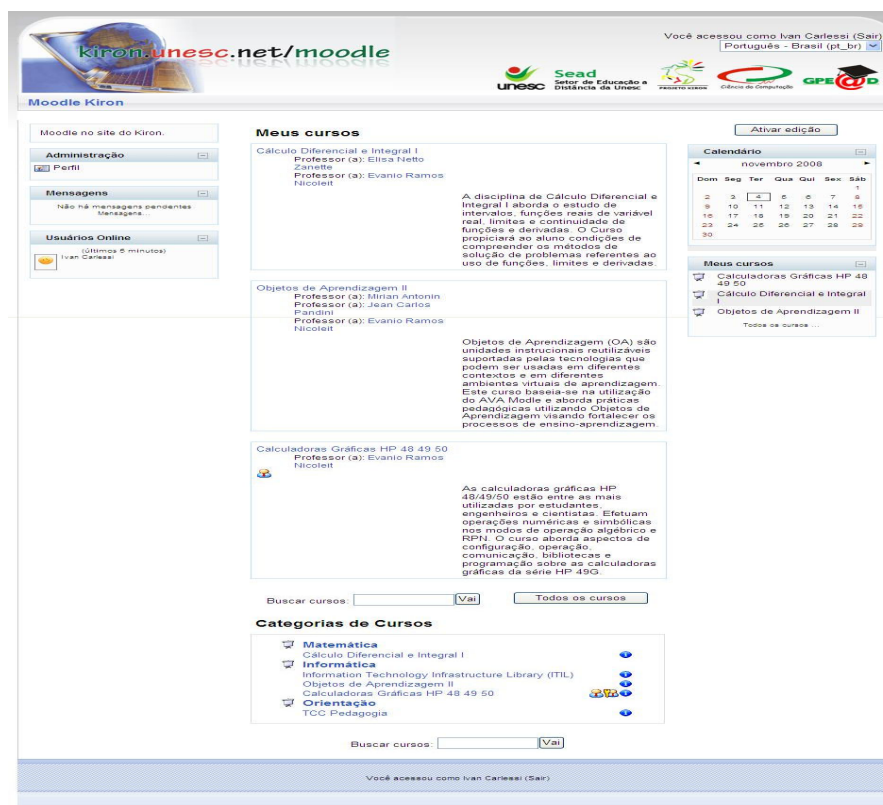 Você acessou como Ivan Carlessi (Sair)
Português - Brasil (pt_br)
kiron.unesc.net/moodle
unesc
Sead
Setor de Educação a
Distância da Unesc
PROJETO KIRON
Ciência da Computação
GPE@D
Moodle Kiron
Moodle no site do Kiron.
Administração
Perfil
Mensagens
Não há mensagens pendentes
Mensagens...
Usuários Online
(últimos 5 minutos)
Ivan Carlessi
Meus cursos
Cálculo Diferencial e Integral I
Professor (a): Elisa Netto
Zanette
Professor (a): Evanio Ramos
Nicoleit
A disciplina de Cálculo Diferencial e
Integral I aborda o estudo de
intervalos, funções reais de variável
real, limites e continuidade de
funções e derivadas. O Curso
propiciará ao aluno condições de
compreender os métodos de
solução de problemas referentes ao
uso de funções, limites e derivadas.
Objetos de Aprendizagem II
Professor (a): Mirian Antonin
Professor (a): Jean Carlos
Pandini
Professor (a): Evanio Ramos
Nicoleit
Objetos de Aprendizagem (OA) são
unidades instrucionais reutilizáveis
suportadas pelas tecnologias que
podem ser usadas em diferentes
contextos e em diferentes
ambientes virtuais de aprendizagem.
Este curso baseia-se na utilização
do AVA Modle e aborda práticas
pedagógicas utilizando Objetos de
Aprendizagem visando fortalecer os
processos de ensino-aprendizagem.
Calculadoras Gráficas HP 48 49 50
Professor (a): Evanio Ramos
Nicoleit
As calculadoras gráficas HP
48/49/50 estão entre as mais
utilizadas por estudantes,
engenheiros e cientistas. Efetuam
operações numéricas e simbólicas
nos modos de operação algébrico e
RPN. O curso aborda aspectos de
configuração, operação,
comunicação, bibliotecas e
programação sobre as calculadoras
gráficas da série HP 49G.
Buscar cursos: Vai Todos os cursos
Categorias de Cursos
Matemática
Cálculo Diferencial e Integral I
Informática
Information Technology Infrastructure Library (ITIL)
Objetos de Aprendizagem II
Calculadoras Gráficas HP 48 49 50
Orientação
TCC Pedagogia
Buscar cursos: Vai
Ativar edição
Calendário
novembro 2008
Dom Seg Ter Qua Qui Sex Sáb
1
2 3 4 5 6 7 8
9 10 11 12 13 14 15
16 17 18 19 20 21 22
23 24 25 26 27 28 29
30
Meus cursos
Calculadoras Gráficas HP 48
49 50
Cálculo Diferencial e Integral
I
Objetos de Aprendizagem II
Todos os cursos ...
Você acessou como Ivan Carlessi (Sair)